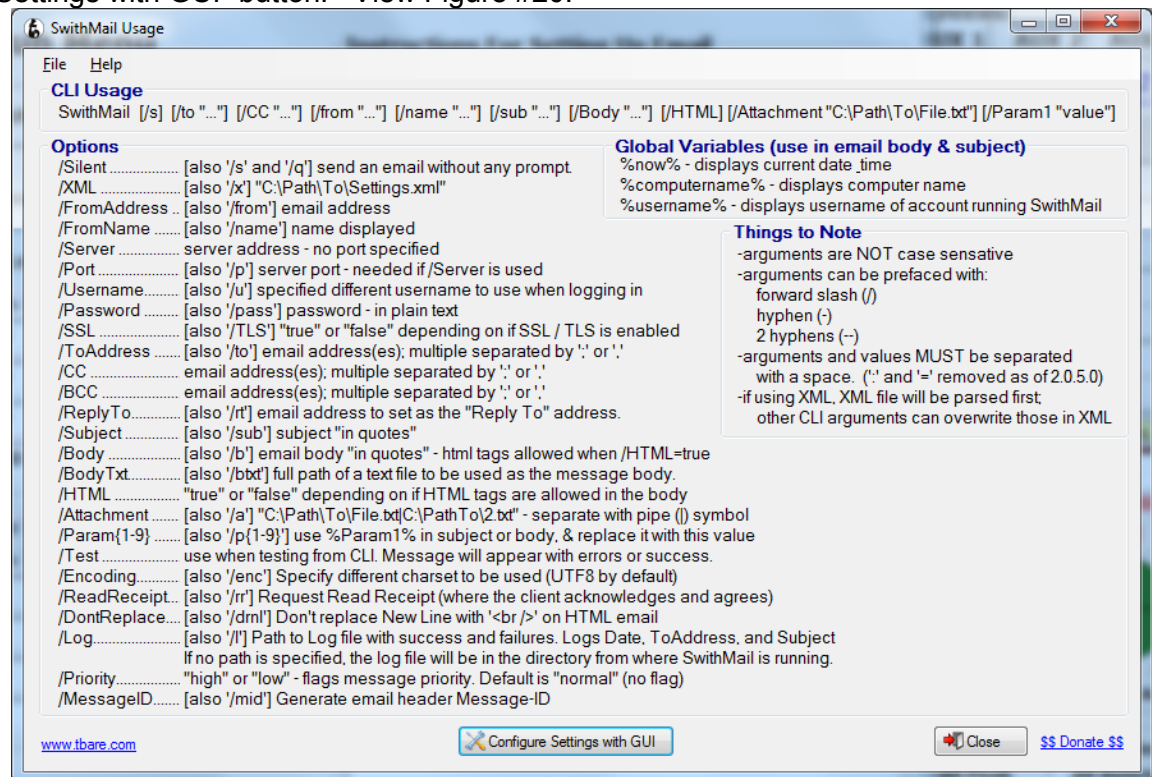 Settings with GUI" button. View Figure #20.
SwithMail Usage
File Help
CLI Usage
SwithMail [/s] [/to "..."] [/CC "..."] [/from "..."] [/name "..."] [/sub "..."] [/Body "..."] [/HTML] [/Attachment "C:\Path\To\File.txt"] [/Param1 "value"]
Options
/Silent ................. [also '/s' and '/q'] send an email without any prompt.
/XML .................... [also '/x'] "C:\Path\To\Settings.xml"
/FromAddress .. [also '/from'] email address
/FromName ....... [also '/name'] name displayed
/Server ............... server address - no port specified
/Port.................... [also '/p'] server port - needed if /Server is used
/Username......... [also '/u'] specified different username to use when logging in
/Password ......... [also '/pass'] password - in plain text
/SSL .................... [also '/TLS'] "true" or "false" depending on if SSL / TLS is enabled
/ToAddress ....... [also '/to'] email address(es); multiple separated by ';' or ','
/CC ...................... email address(es); multiple separated by ';' or ','
/BCC .................... email address(es); multiple separated by ';' or ','
/ReplyTo.............. [also '/rt'] email address to set as the "Reply To" address.
/Subject.............. [also '/sub'] subject "in quotes"
/Body .................. [also '/b'] email body "in quotes" - html tags allowed when /HTML=true
/BodyTxt............. [also '/btxt'] full path of a text file to be used as the message body.
/HTML ................ "true" or "false" depending on if HTML tags are allowed in the body
/Attachment ....... [also '/a'] "C:\Path\To\File.txt|C:\PathTo\2.txt" - separate with pipe (|) symbol
/Param{1-9} ....... [also '/p{1-9}'] use %Param1% in subject or body, & replace it with this value
/Test ................... use when testing from CLI. Message will appear with errors or success.
/Encoding........... [also '/enc'] Specify different charset to be used (UTF8 by default)
/ReadReceipt... [also '/rr'] Request Read Receipt (where the client acknowledges and agrees)
/DontReplace.... [also '/drnl'] Don't replace New Line with '<br />' on HTML email
/Log..................... [also '/l'] Path to Log file with success and failures. Logs Date, ToAddress, and Subject
If no path is specified, the log file will be in the directory from where SwithMail is running.
/Priority................ "high" or "low" - flags message priority. Default is "normal" (no flag)
/MessageID....... [also '/mid'] Generate email header Message-ID
Global Variables (use in email body & subject)
%now% - displays current date_time
%computername% - displays computer name
%username% - displays username of account running SwithMail
Things to Note
-arguments are NOT case sensative
-arguments can be prefaced with:
forward slash (/)
hyphen (-)
2 hyphens (--)
-arguments and values MUST be separated
with a space. (':' and '=' removed as of 2.0.5.0)
-if using XML, XML file will be parsed first;
other CLI arguments can overwrite those in XML
www.tbare.com
Configure Settings with GUI
Close
$$ Donate $$